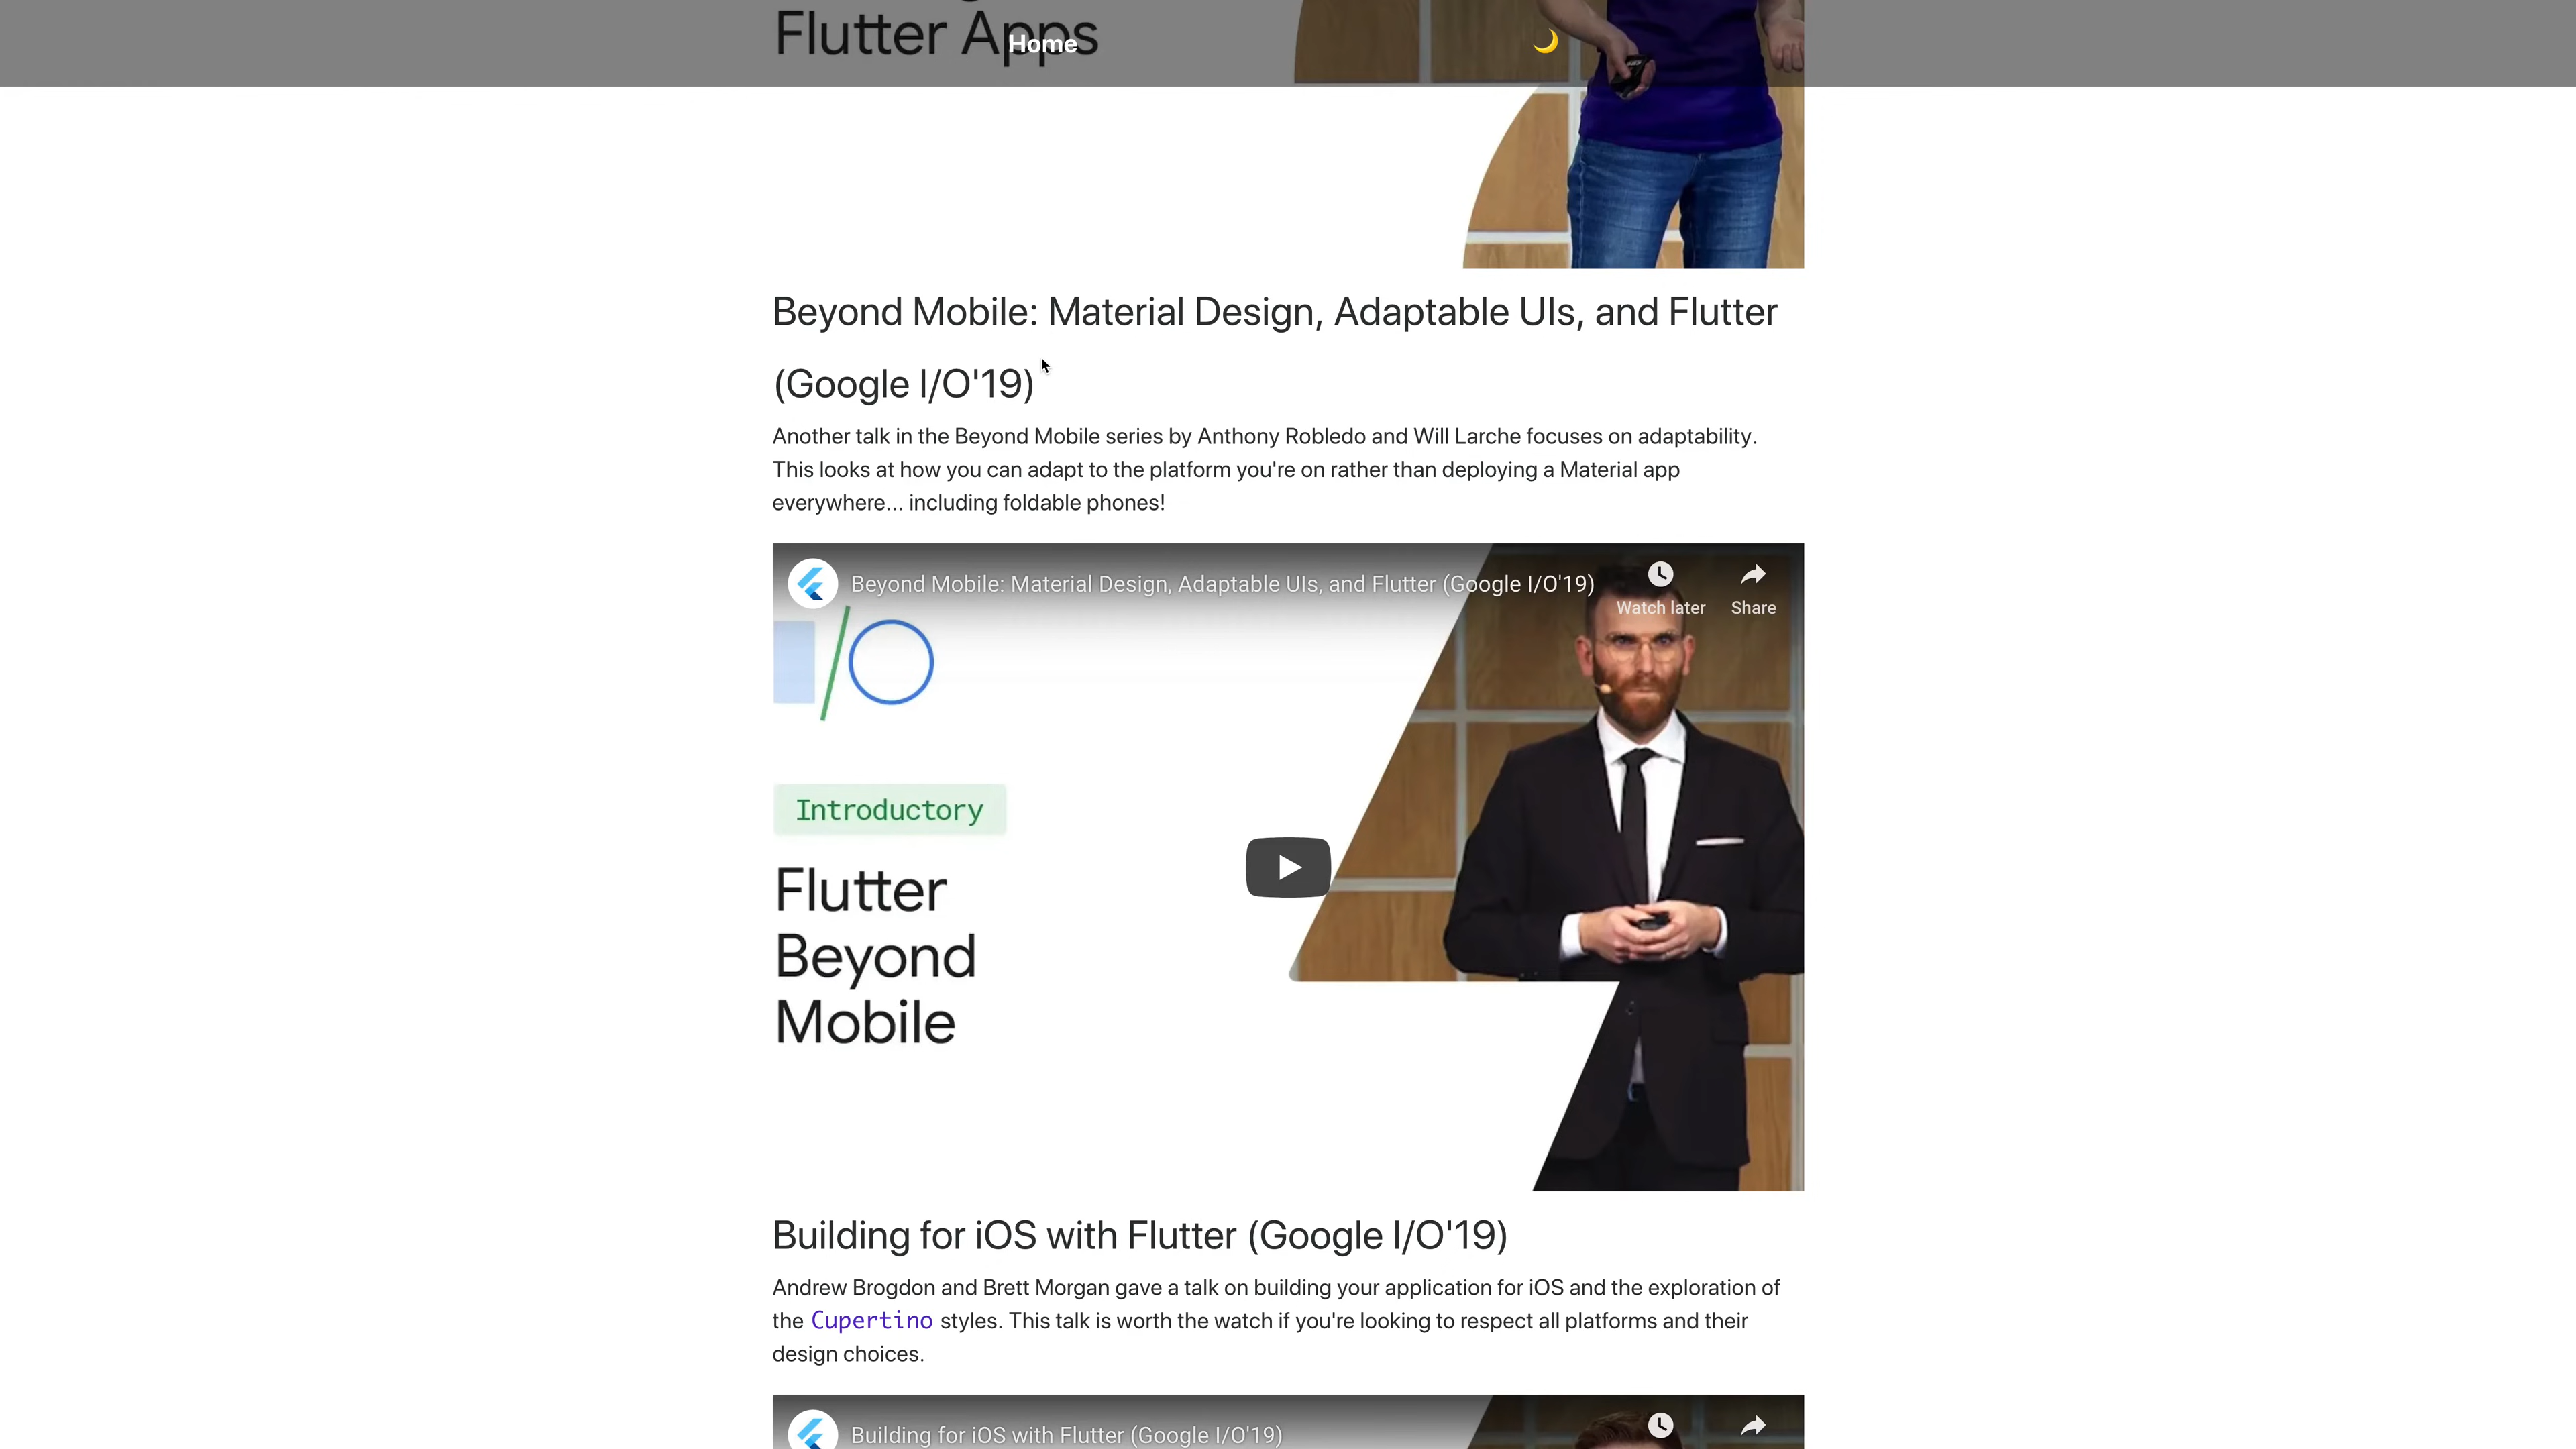 Flutter Apps
Home
Beyond Mobile: Material Design, Adaptable UIs, and Flutter
(Google I/O'19)
Another talk in the Beyond Mobile series by Anthony Robledo and Will Larche focuses on adaptability.
This looks at how you can adapt to the platform you're on rather than deploying a Material app
everywhere... including foldable phones!
Beyond Mobile: Material Design, Adaptable UIs, and Flutter (Google I/O'19)
Watch later
Share
I/O
Introductory
Flutter
Beyond
Mobile
Building for iOS with Flutter (Google I/O'19)
Andrew Brogdon and Brett Morgan gave a talk on building your application for iOS and the exploration of
the Cupertino styles. This talk is worth the watch if you're looking to respect all platforms and their
design choices.
Building for iOS with Flutter (Google I/O'19)